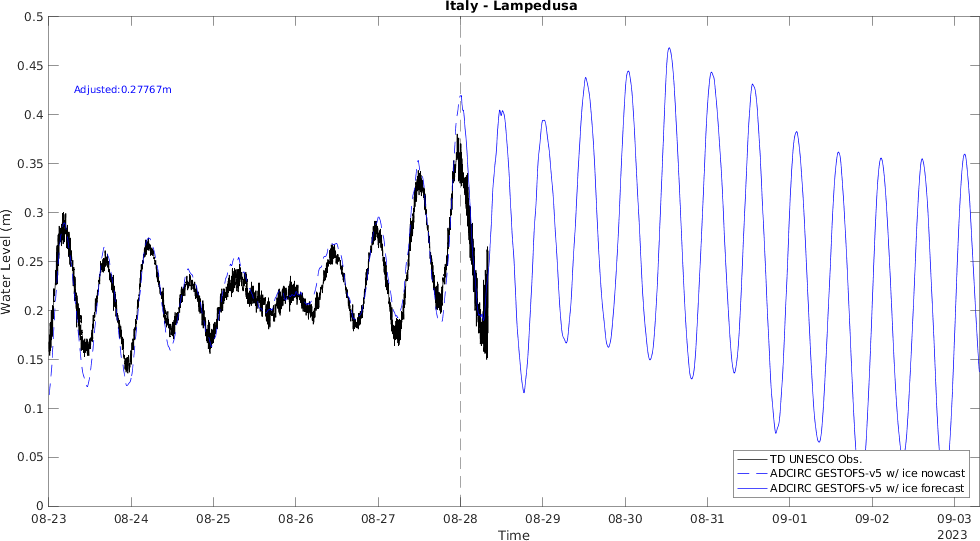 Italy - Lampedusa
0.5
0.45
0.4
0.35
0.3
0.25
0.2
0.15
0.1
0.05
0
Water Level (m)
Adjusted:0.27767m
TD UNESCO Obs.
ADCIRC GESTOFS-v5 w/ ice nowcast
ADCIRC GESTOFS-v5 w/ ice forecast
08-23 08-24 08-25 08-26 08-27 08-28 08-29 08-30 08-31 09-01 09-02 09-03
Time
2023